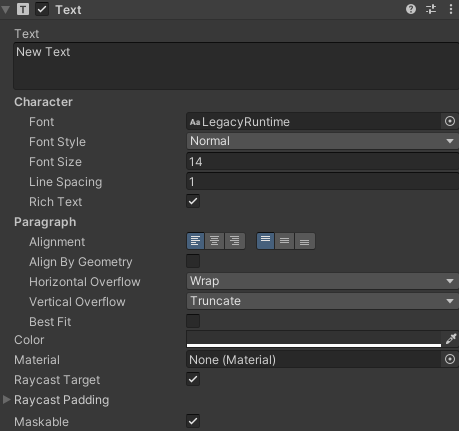 Text
Text
New Text
Character
Font Aa LegacyRuntime
Font Style Normal
Font Size 14
Line Spacing 1
Rich Text
Paragraph
Alignment
Align By Geometry
Horizontal Overflow Wrap
Vertical Overflow Truncate
Best Fit
Color
Material None (Material)
Raycast Target
Raycast Padding
Maskable